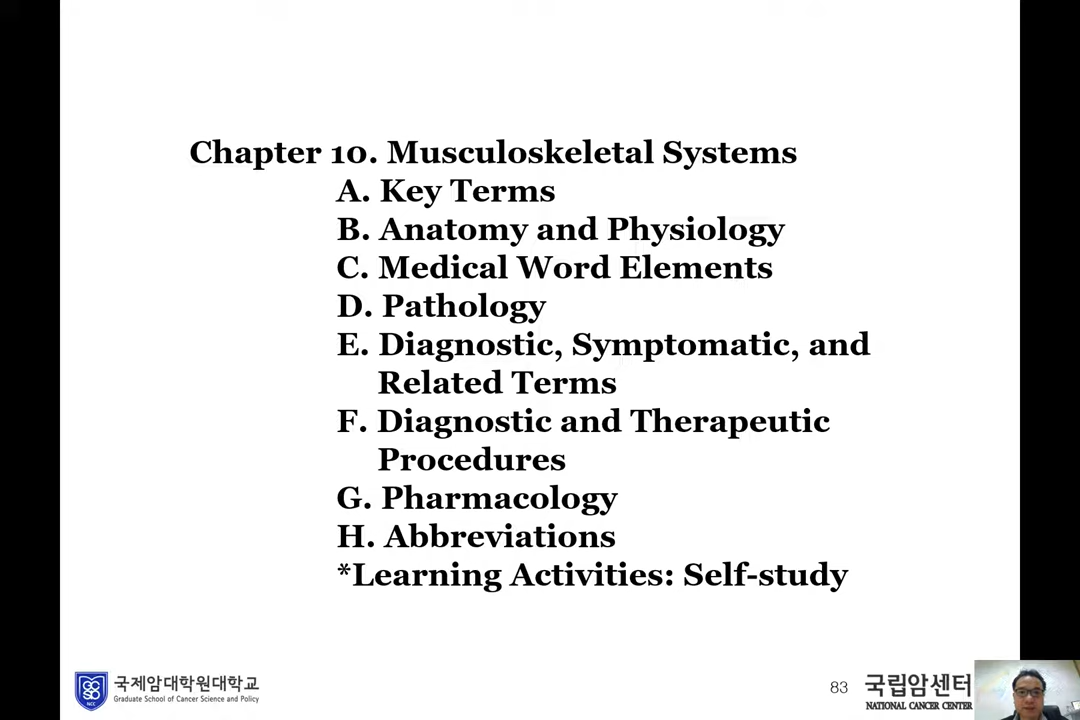 Chapter 10. Musculoskeletal Systems
A. Key Terms
B. Anatomy and Physiology
C. Medical Word Elements
D. Pathology
E. Diagnostic, Symptomatic, and
Related Terms
F. Diagnostic and Therapeutic
Procedures
G. Pharmacology
H. Abbreviations
*Learning Activities: Self-study
GCSP
NCC
국제암대학원대학교
Graduate School of Cancer Science and Policy
83
국립암센터
NATIONAL CANCER CENTER